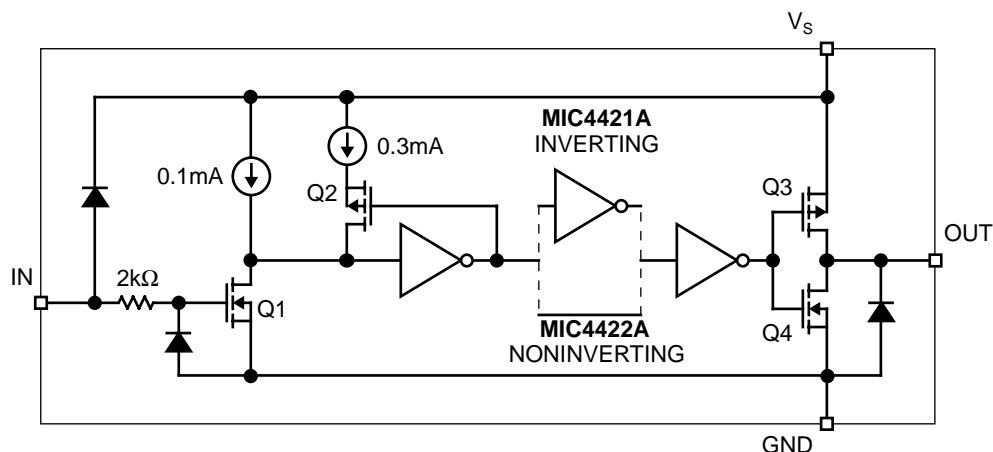 V_S
MIC4421A
INVERTING
0.3mA
0.1mA
Q2
Q3
OUT
IN
2kΩ
Q1
MIC4422A
NONINVERTING
Q4
GND